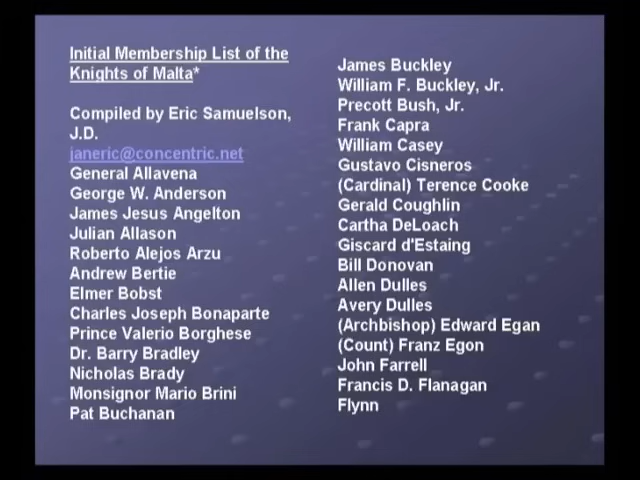 Initial Membership List of the
Knights of Malta*
Compiled by Eric Samuelson,
J.D.
janeric@concentric.net
General Allavena
George W. Anderson
James Jesus Angelton
Julian Allason
Roberto Alejos Arzu
Andrew Bertie
Elmer Bobst
Charles Joseph Bonaparte
Prince Valerio Borghese
Dr. Barry Bradley
Nicholas Brady
Monsignor Mario Brini
Pat Buchanan
James Buckley
William F. Buckley, Jr.
Precott Bush, Jr.
Frank Capra
William Casey
Gustavo Cisneros
(Cardinal) Terence Cooke
Gerald Coughlin
Cartha DeLoach
Giscard d'Estaing
Bill Donovan
Allen Dulles
Avery Dulles
(Archbishop) Edward Egan
(Count) Franz Egon
John Farrell
Francis D. Flanagan
Flynn